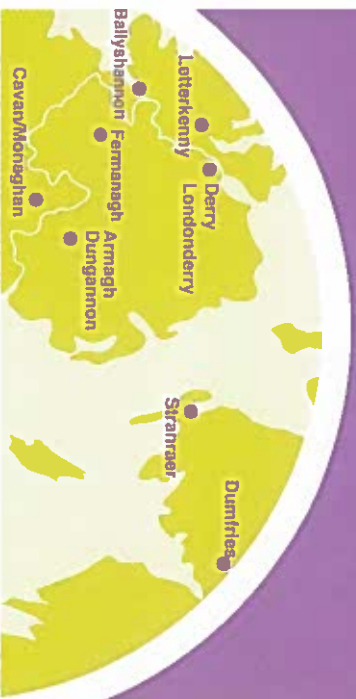 Letterkenny
Derry
Londonderry
Ballyshannon
Fermanagh
Armagh
Dungannon
Cavan/Monaghan
Stranraer
Dumfries